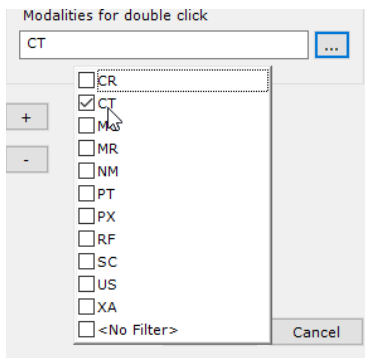 Modalities for double click
CT
...
CR
CT
+
MR
-
NM
PT
PX
RF
SC
US
XA
<No Filter>
Cancel